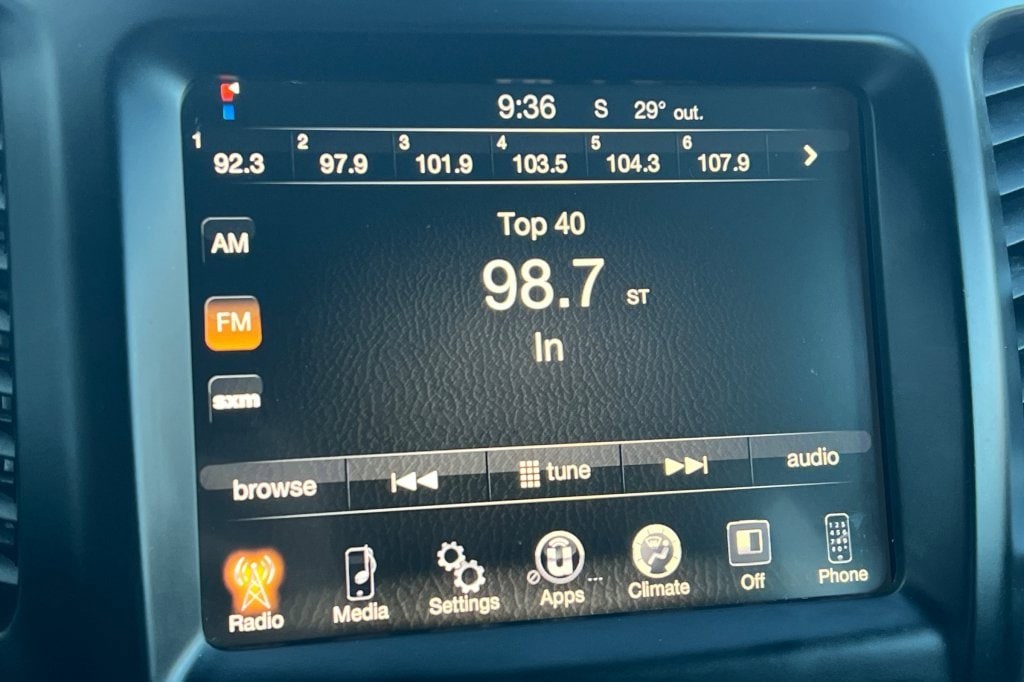 9:36 S 29° out.
1 2 3 4 5 6
92.3 97.9 101.9 103.5 104.3 107.9
Top 40
AM
98.7 ST
FM
In
sxm
browse tune audio
Radio Media Settings Apps ... Climate Off Phone